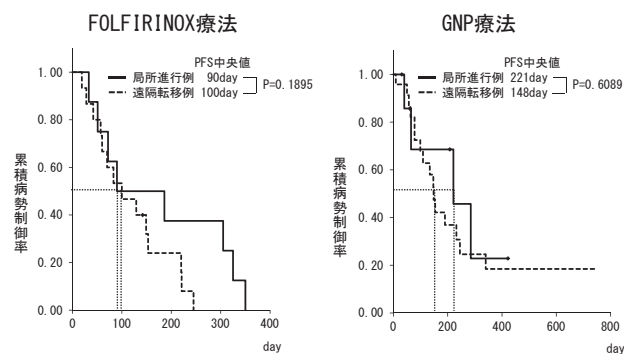 FOLFIRINOX療法
PFS中央値
局所進行例 90day
遠隔転移例 100day
P=0.1895
累積病勢制御率
1.00
0.80
0.60
0.40
0.20
0.00
0 100 200 300 400
day
GNP療法
PFS中央値
局所進行例 221day
遠隔転移例 148day
P=0.6089
累積病勢制御率
1.00
0.80
0.60
0.40
0.20
0.00
0 200 400 600 800
day